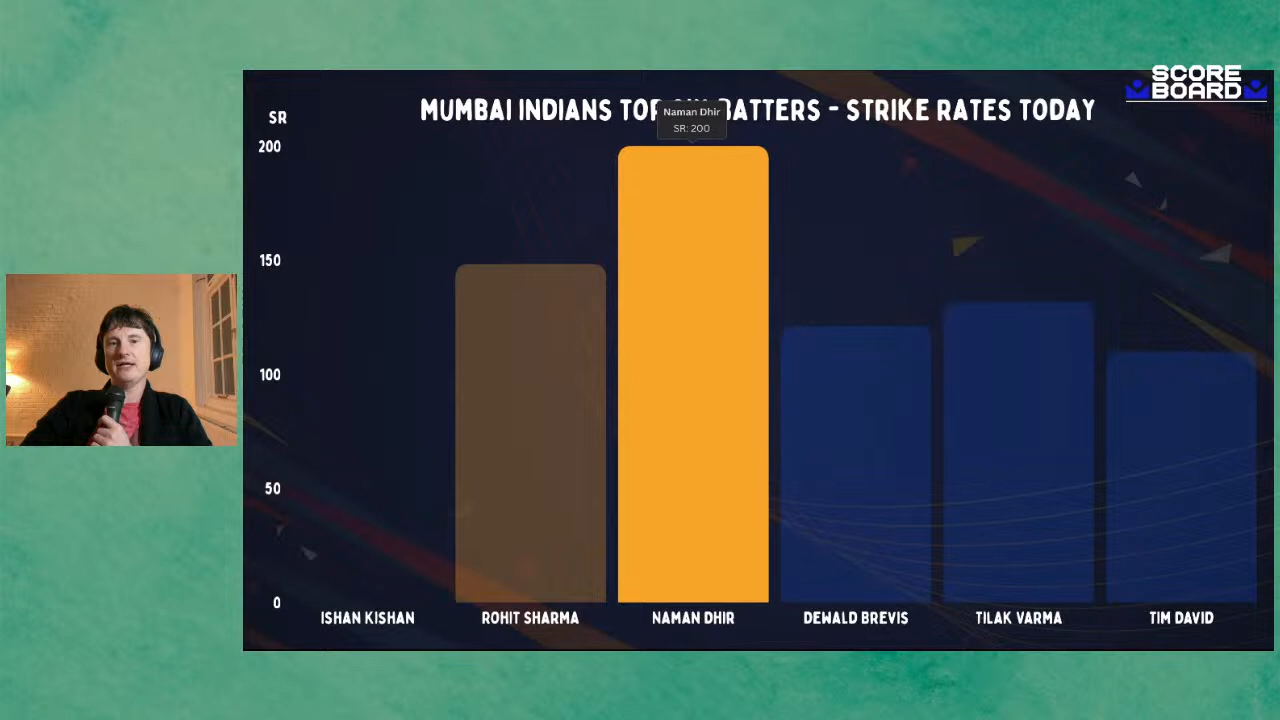 SCORE
BOARD
MUMBAI INDIANS TOP BATTERS - STRIKE RATES TODAY
Naman Dhir
SR: 200
SR
200
150
100
50
0
ISHAN KISHAN
ROHIT SHARMA
NAMAN DHIR
DEWALD BREVIS
TILAK VARMA
TIM DAVID